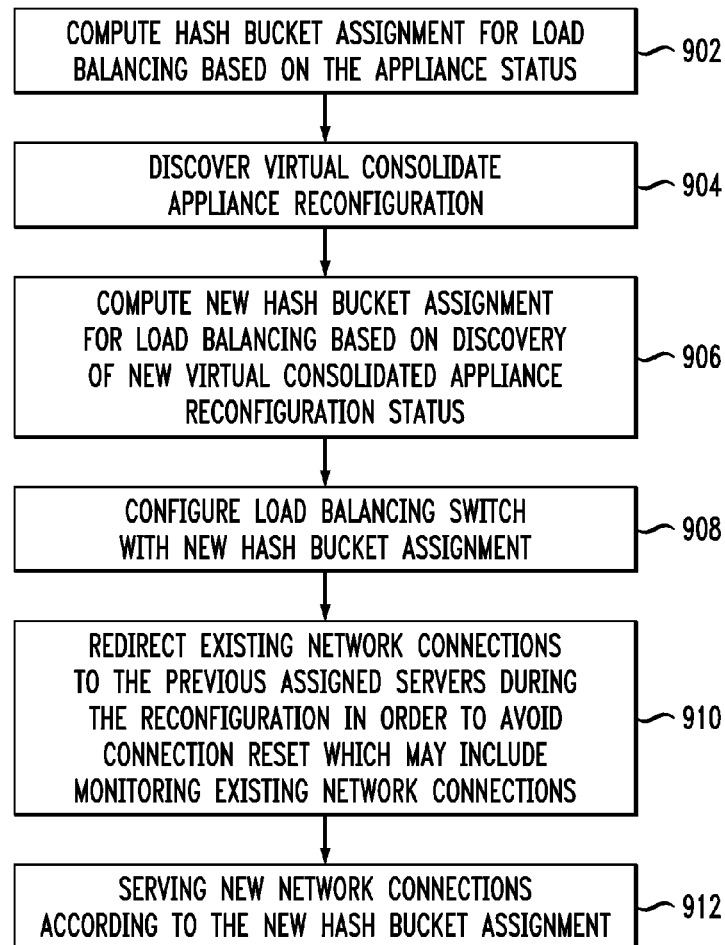 COMPUTE HASH BUCKET ASSIGNMENT FOR LOAD
BALANCING BASED ON THE APPLIANCE STATUS
902
DISCOVER VIRTUAL CONSOLIDATE
APPLIANCE RECONFIGURATION
904
COMPUTE NEW HASH BUCKET ASSIGNMENT
FOR LOAD BALANCING BASED ON DISCOVERY
OF NEW VIRTUAL CONSOLIDATED APPLIANCE
RECONFIGURATION STATUS
906
CONFIGURE LOAD BALANCING SWITCH
WITH NEW HASH BUCKET ASSIGNMENT
908
REDIRECT EXISTING NETWORK CONNECTIONS
TO THE PREVIOUS ASSIGNED SERVERS DURING
THE RECONFIGURATION IN ORDER TO AVOID
CONNECTION RESET WHICH MAY INCLUDE
MONITORING EXISTING NETWORK CONNECTIONS
910
SERVING NEW NETWORK CONNECTIONS
ACCORDING TO THE NEW HASH BUCKET ASSIGNMENT
912